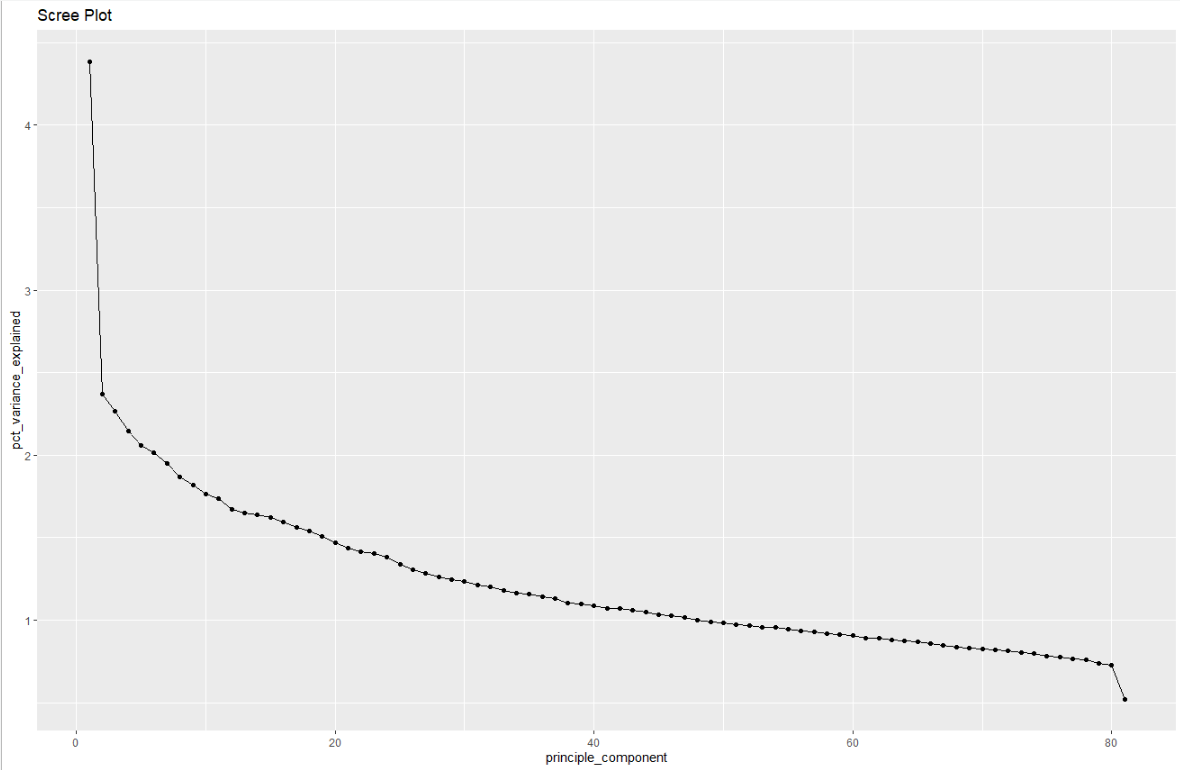 Scree Plot
4
3
2
1
pct_variance_explained
0 20 40 60 80
principle_component